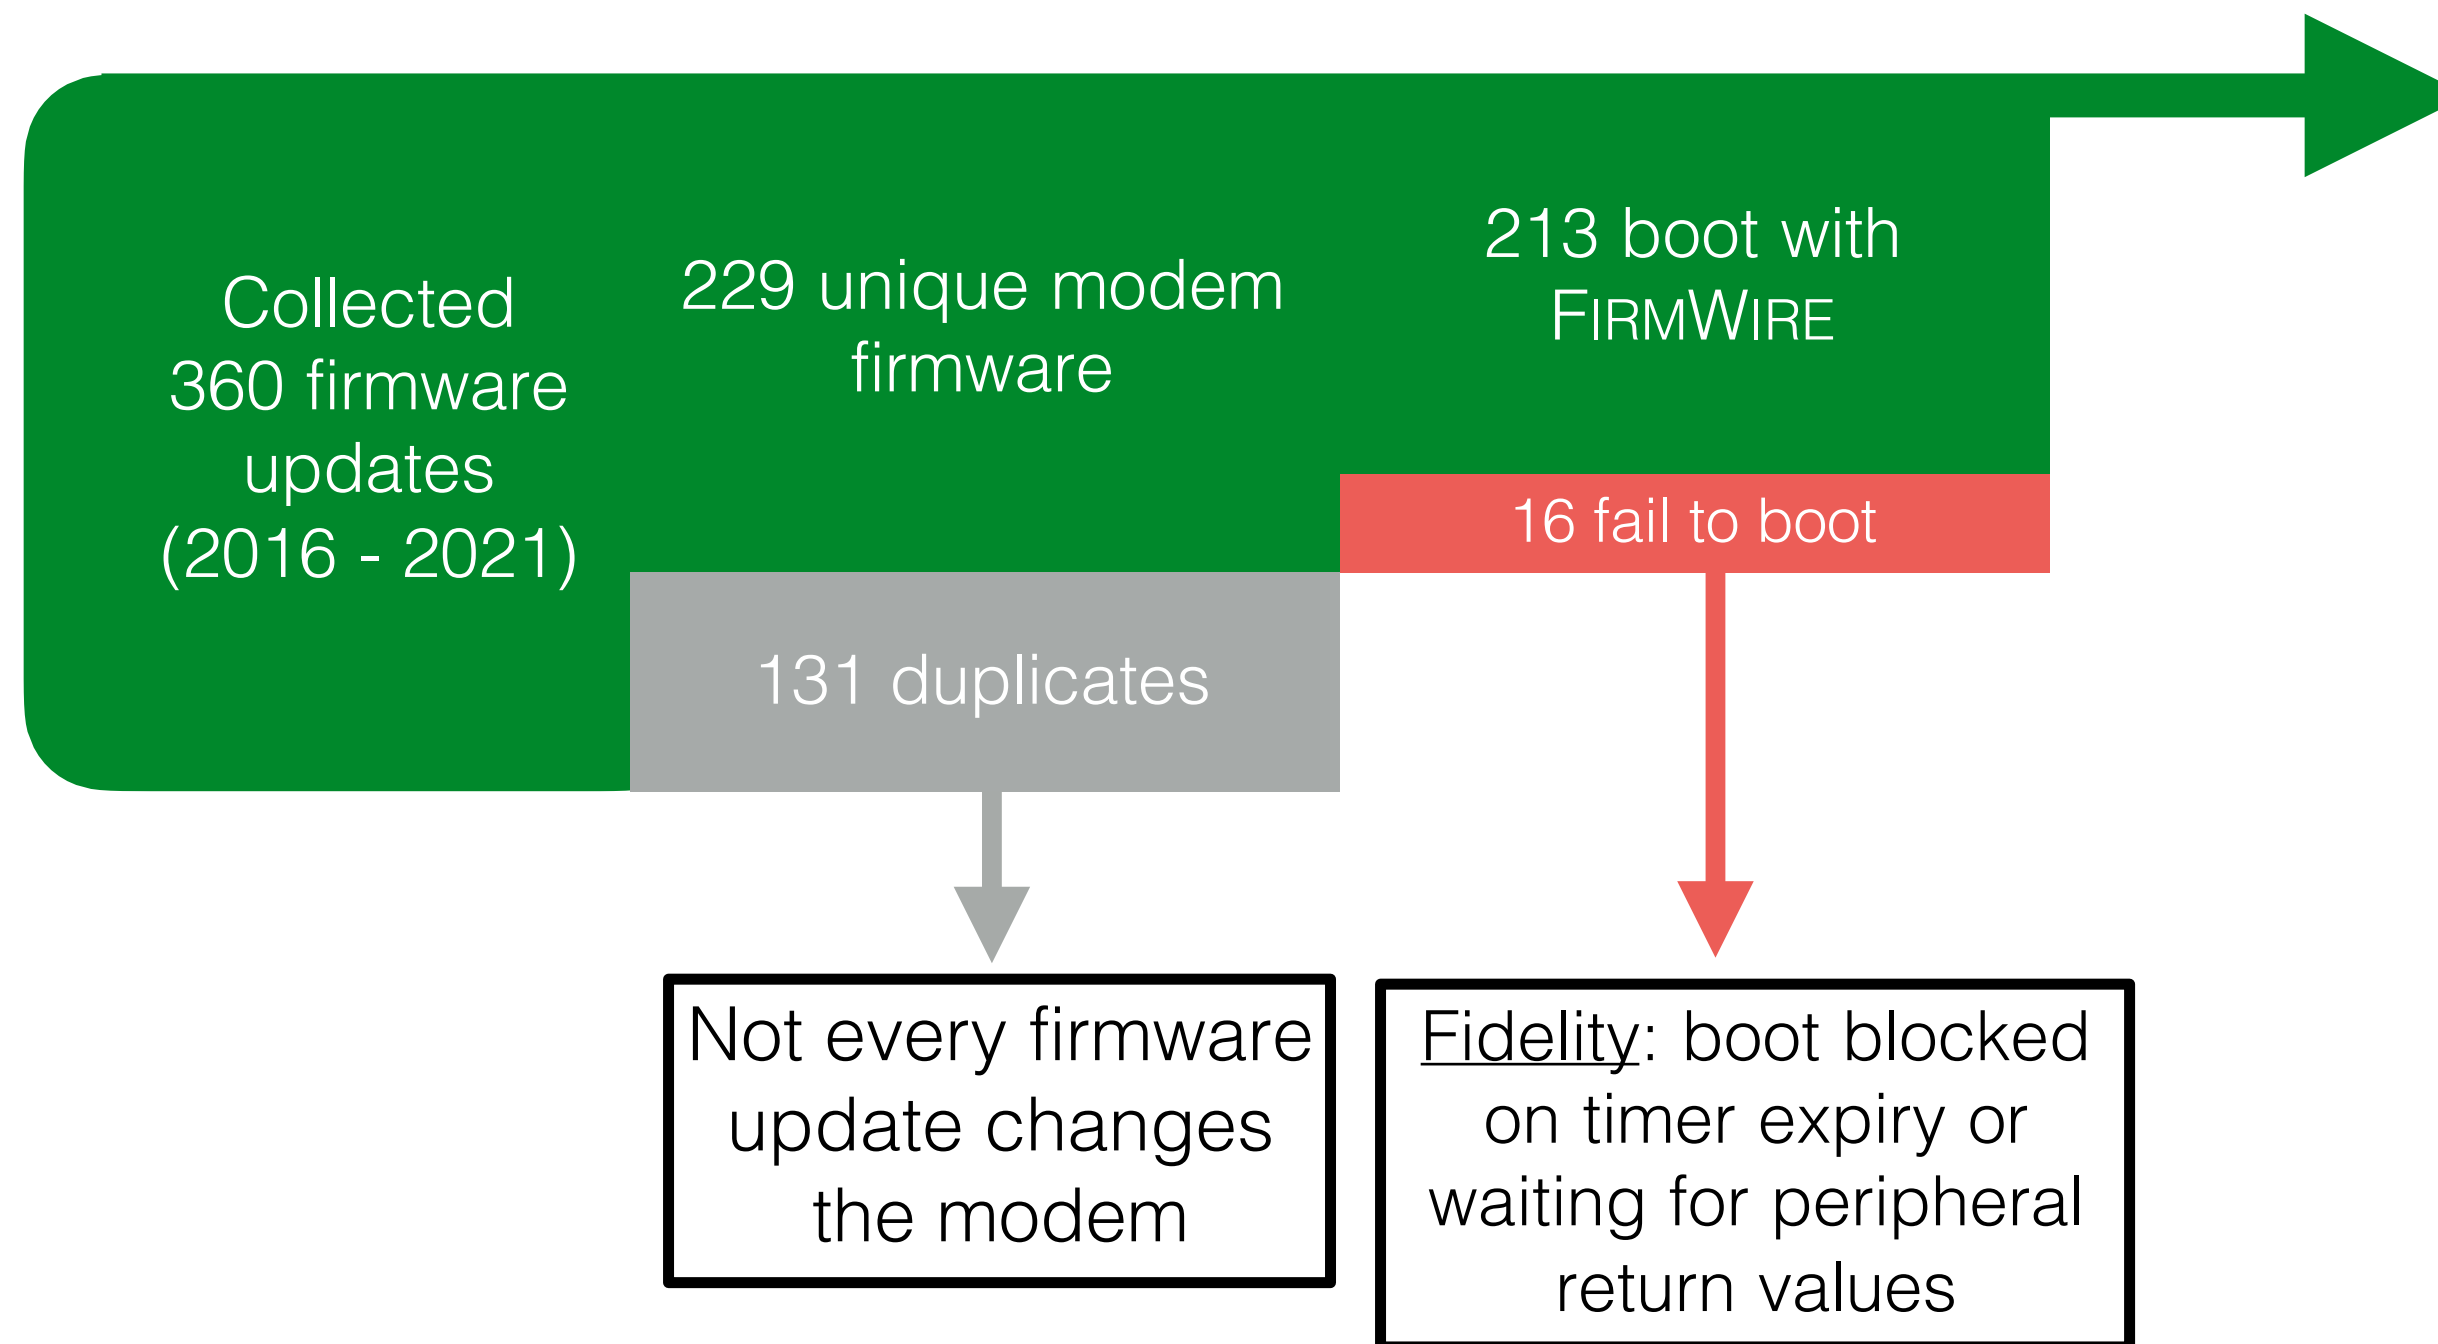 Collected
360 firmware
updates
(2016 - 2021)
229 unique modem
firmware
131 duplicates
213 boot with
FIRMWIRE
16 fail to boot
Not every firmware
update changes
the modem
Fidelity: boot blocked
on timer expiry or
waiting for peripheral
return values